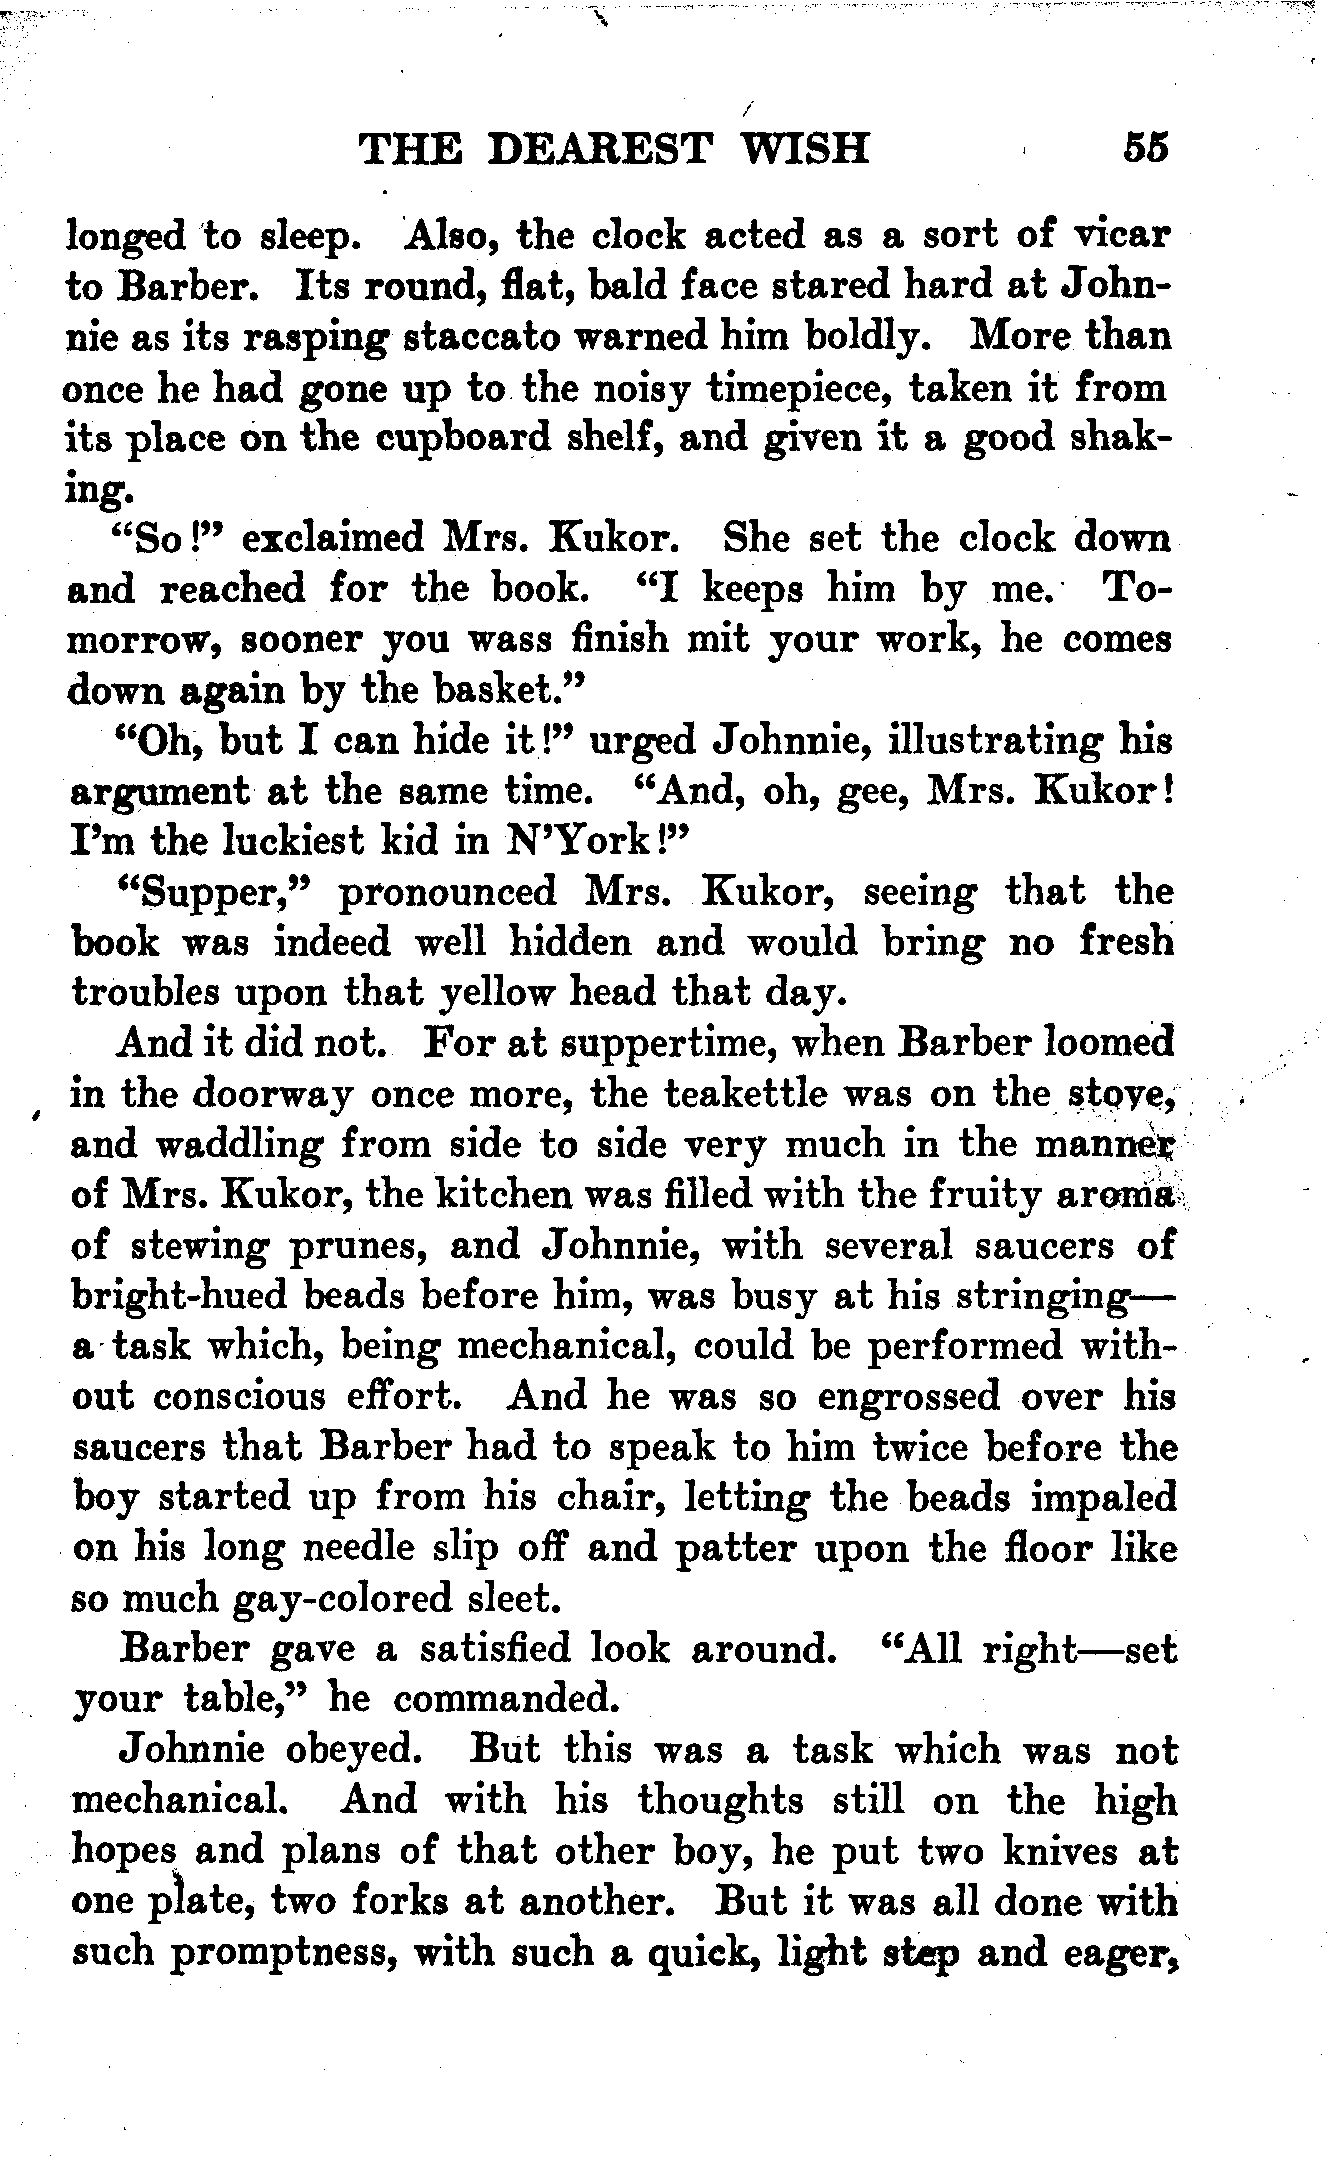 THE DEAREST WISH 55
longed to sleep. Also, the clock acted as a sort of vicar
to Barber. Its round, flat, bald face stared hard at John-
nie as its rasping staccato warned him boldly. More than
once he had gone up to the noisy timepiece, taken it from
its place on the cupboard shelf, and given it a good shak-
ing.
"So!" exclaimed Mrs. Kukor. She set the clock down
and reached for the book. "I keeps him by me. To-
morrow, sooner you wass finish mit your work, he comes
down again by the basket."
"Oh, but I can hide it!" urged Johnnie, illustrating his
argument at the same time. "And, oh, gee, Mrs. Kukor!
I'm the luckiest kid in N'York!"
"Supper," pronounced Mrs. Kukor, seeing that the
book was indeed well hidden and would bring no fresh
troubles upon that yellow head that day.
And it did not. For at suppertime, when Barber loomed
in the doorway once more, the teakettle was on the stove,
and waddling from side to side very much in the manner
of Mrs. Kukor, the kitchen was filled with the fruity aroma
of stewing prunes, and Johnnie, with several saucers of
bright-hued beads before him, was busy at his stringing—
a task which, being mechanical, could be performed with-
out conscious effort. And he was so engrossed over his
saucers that Barber had to speak to him twice before the
boy started up from his chair, letting the beads impaled
on his long needle slip off and patter upon the floor like
so much gay-colored sleet.
Barber gave a satisfied look around. "All right—set
your table," he commanded.
Johnnie obeyed. But this was a task which was not
mechanical. And with his thoughts still on the high
hopes and plans of that other boy, he put two knives at
one plate, two forks at another. But it was all done with
such promptness, with such a quick, light step and eager,